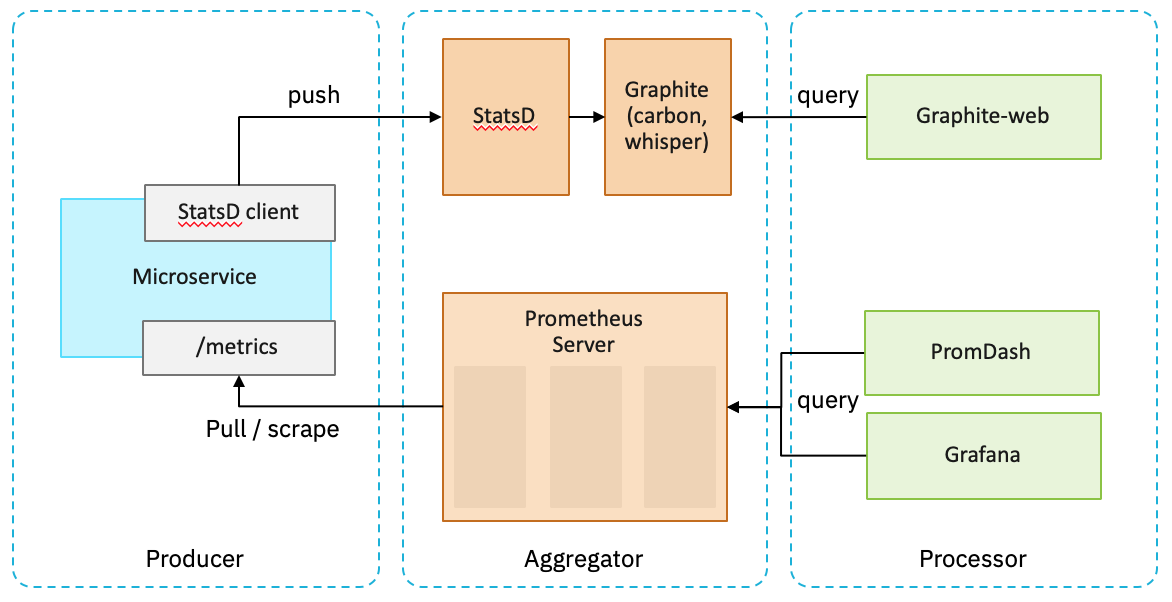 push
StatsD
Graphite
(carbon,
whisper)
query
Graphite-web
StatsD client
Microservice
/metrics
Pull / scrape
Prometheus
Server
PromDash
query
Grafana
Producer
Aggregator
Processor